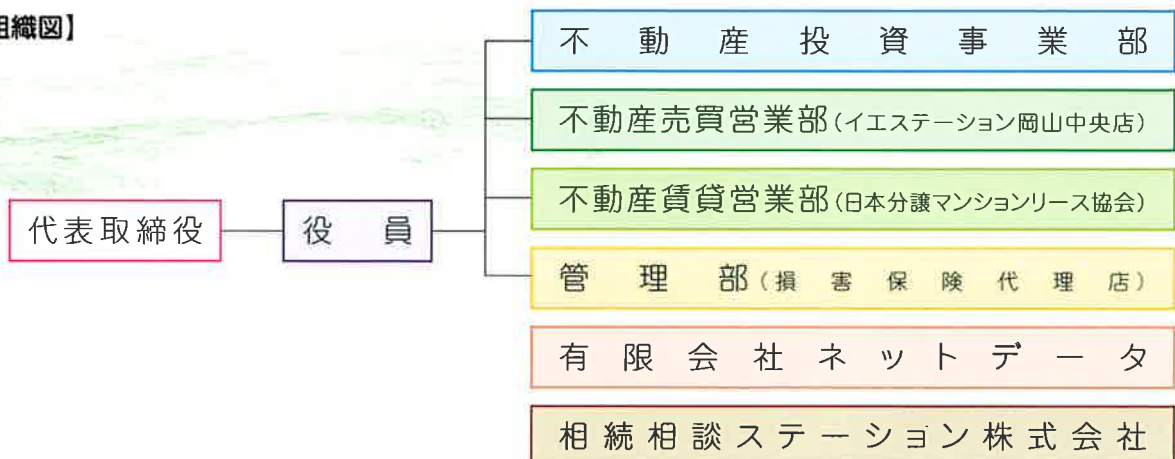 組織図】
不動産投資事業部
不動産売買営業部(イエステーション岡山中央店)
不動産賃貸営業部(日本分譲マンションリース協会)
代表取締役
役員
管理部(損害保険代理店)
有限会社ネットデータ
相続相談ステーション株式会社